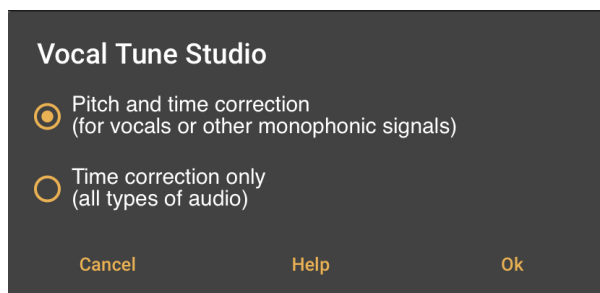 Vocal Tune Studio
Pitch and time correction
(for vocals or other monophonic signals)
Time correction only
(all types of audio)
Cancel Help Ok